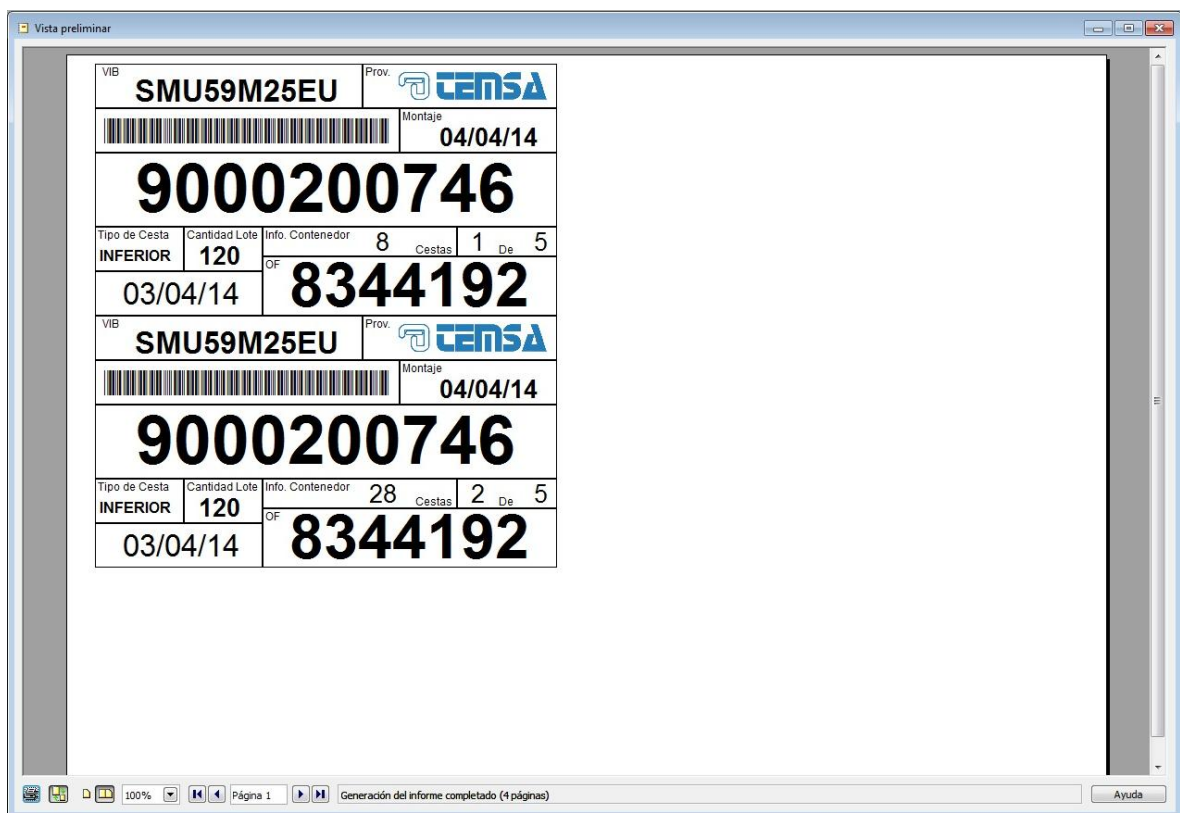 Vista preliminar
VIB
SMU59M25EU
Prov.
TEMSA
Montaje
04/04/14
9000200746
Tipo de Cesta
INFERIOR
Cantidad Lote
120
Info. Contenedor
8 Cestas 1 De 5
03/04/14
OF
8344192
VIB
SMU59M25EU
Prov.
TEMSA
Montaje
04/04/14
9000200746
Tipo de Cesta
INFERIOR
Cantidad Lote
120
Info. Contenedor
28 Cestas 2 De 5
03/04/14
OF
8344192
100% Página 1 Generación del informe completado (4 páginas) Ayuda